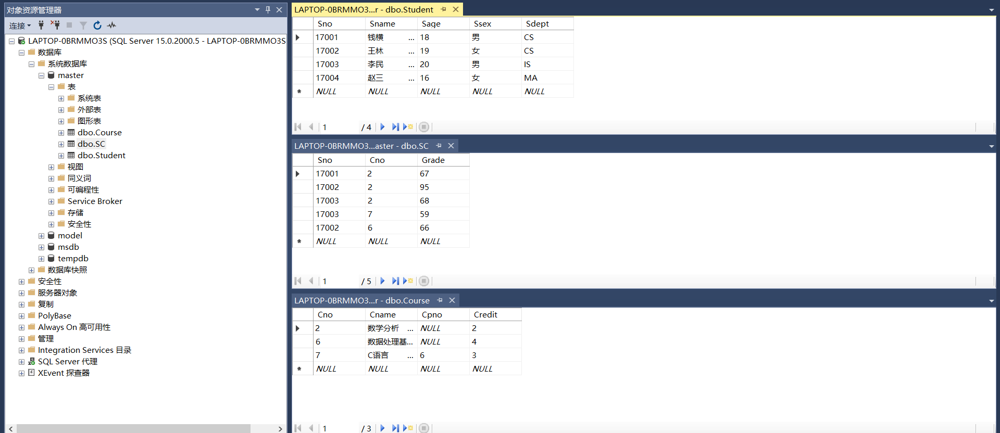 对象资源管理器
连接
LAPTOP-0BRMMO3S (SQL Server 15.0.2000.5 - LAPTOP-0BRMMO3S
数据库
系统数据库
master
表
系统表
外部表
图形表
dbo.Course
dbo.SC
dbo.Student
视图
同义词
可编程性
Service Broker
存储
安全性
model
msdb
tempdb
数据库快照
安全性
服务器对象
复制
PolyBase
Always On 高可用性
管理
Integration Services 目录
SQL Server 代理
XEvent 探查器
LAPTOP-0BRMMO3...r - dbo.Student
Sno Sname Sage Ssex Sdept
17001 钱横 ... 18 男 CS
17002 王林 ... 19 女 CS
17003 李民 ... 20 男 IS
17004 赵三 ... 16 女 MA
NULL NULL NULL NULL NULL
1 / 4
LAPTOP-0BRMMO3...aster - dbo.SC
Sno Cno Grade
17001 2 67
17002 2 95
17003 2 68
17003 7 59
17002 6 66
NULL NULL NULL
1 / 5
LAPTOP-0BRMMO3...r - dbo.Course
Cno Cname Cpno Credit
2 数学分析 ... NULL 2
6 数据处理基... NULL 4
7 C语言 ... 6 3
NULL NULL NULL NULL
1 / 3